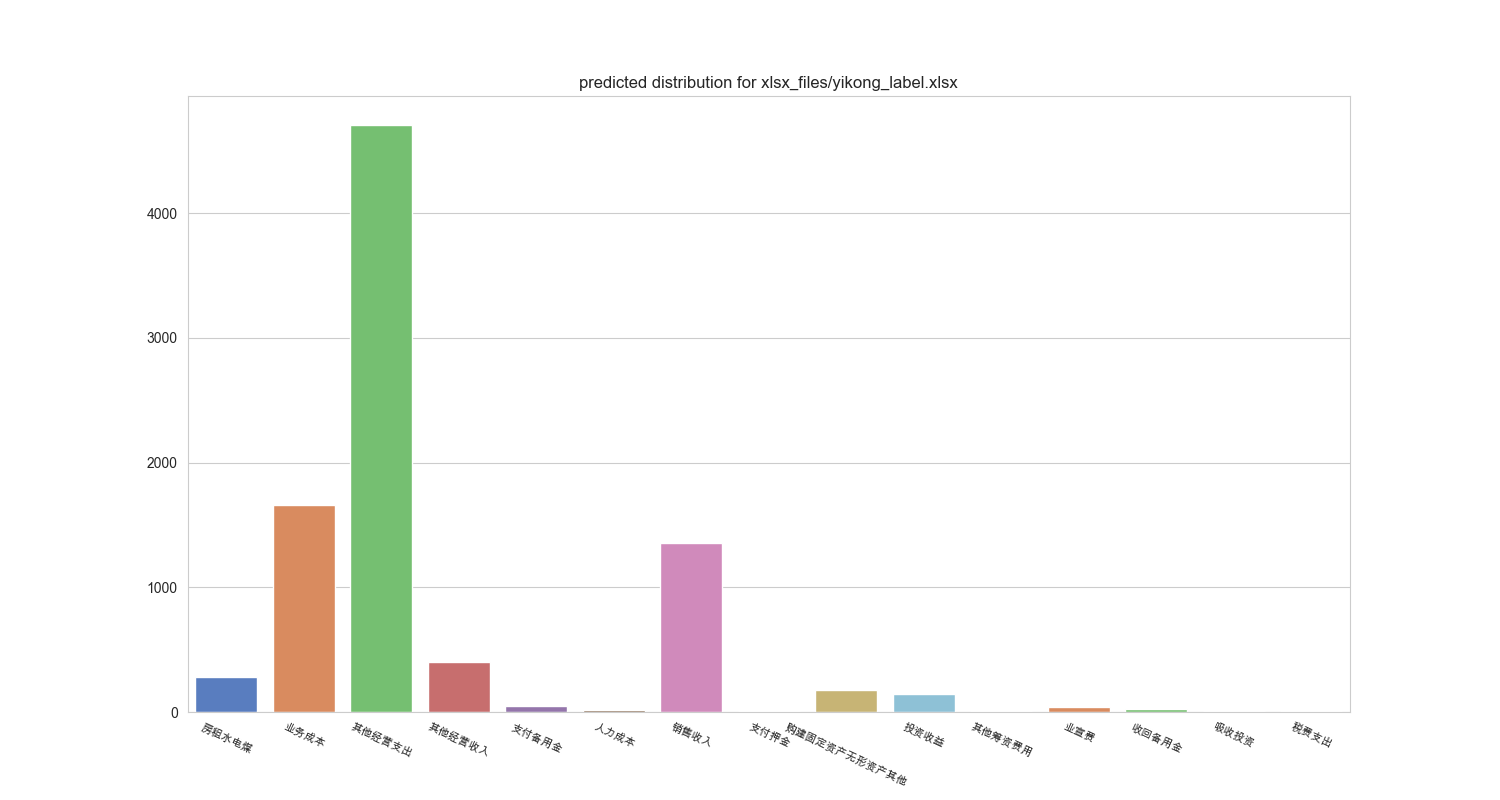 predicted distribution for xlsx_files/yikong_label.xlsx
4000
3000
2000
1000
0
房租水电煤
业务成本
其他经营支出
其他经营收入
支付备用金
人力成本
销售收入
支付押金
购建固定资产无形资产其他
投资收益
其他筹资费用
业宣费
收回备用金
吸收投资
税费支出